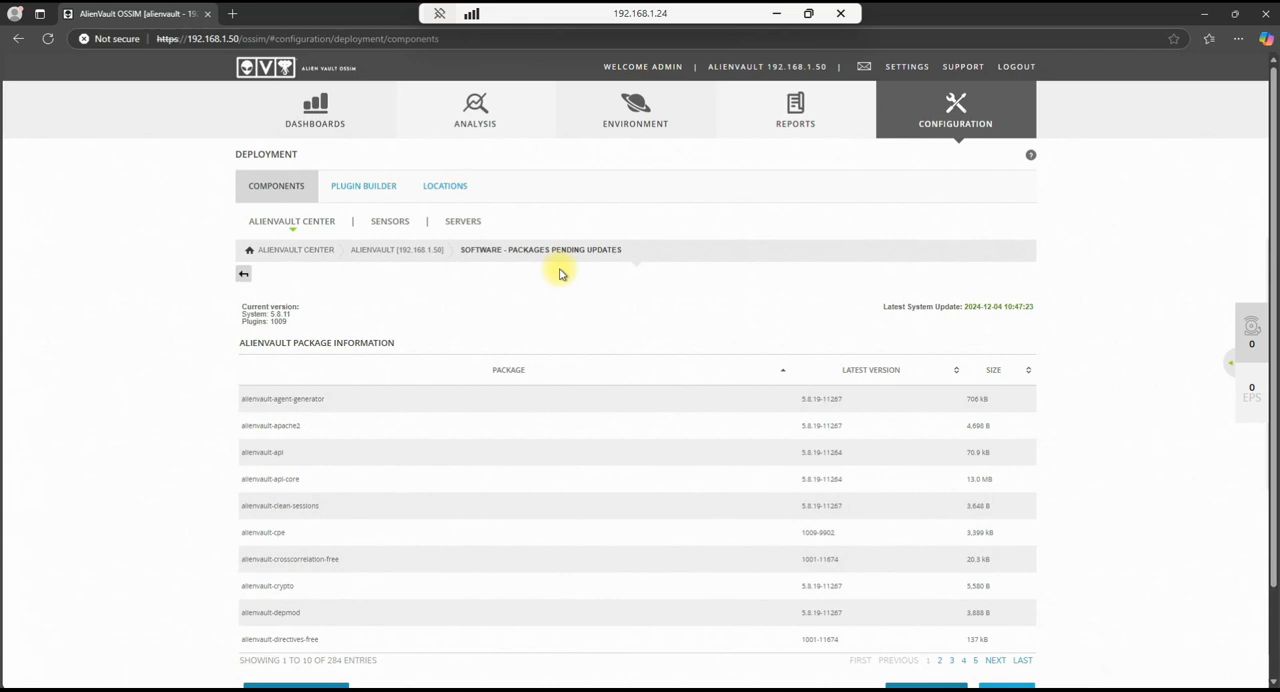 AlienVault OSSIM [alienvault - 19
192.168.1.24
Not secure
https://192.168.1.50/ossim/#configuration/deployment/components
ALIEN VAULT OSSIM
WELCOME ADMIN | ALIENVAULT 192.168.1.50 | SETTINGS SUPPORT LOGOUT
DASHBOARDS ANALYSIS ENVIRONMENT REPORTS CONFIGURATION
DEPLOYMENT
COMPONENTS PLUGIN BUILDER LOCATIONS
ALIENVAULT CENTER | SENSORS | SERVERS
ALIENVAULT CENTER ALIENVAULT [192.168.1.50] SOFTWARE - PACKAGES PENDING UPDATES
Current version:
System: 5.8.11
Plugins: 1009
Latest System Update: 2024-12-04 10:47:23
0
0
EPS
ALIENVAULT PACKAGE INFORMATION
PACKAGE LATEST VERSION SIZE
alienvault-agent-generator 5.8.19-11267 706 kB
alienvault-apache2 5.8.19-11267 4,698 B
alienvault-api 5.8.19-11264 70.9 kB
alienvault-api-core 5.8.19-11264 13.0 MB
alienvault-clean-sessions 5.8.19-11267 3,648 B
alienvault-cpe 1009-9902 3,399 kB
alienvault-crosscorrelation-free 1001-11674 20.3 kB
alienvault-crypto 5.8.19-11267 5,580 B
alienvault-depmod 5.8.19-11267 3,888 B
alienvault-directives-free 1001-11674 137 kB
SHOWING 1 TO 10 OF 284 ENTRIES
FIRST PREVIOUS 1 2 3 4 5 NEXT LAST